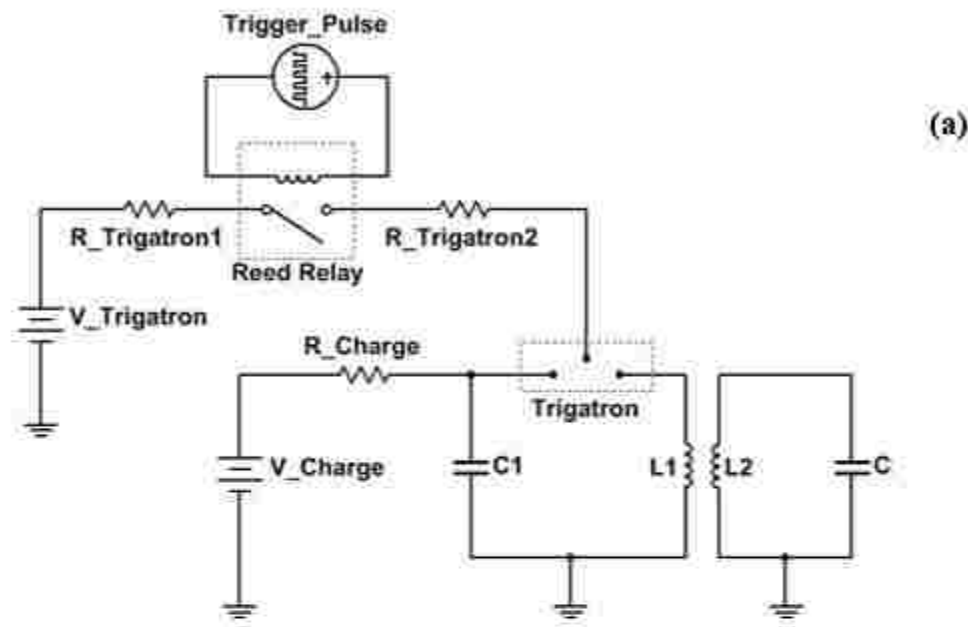 Trigger_Pulse
(a)
R_Trigatron1
R_Trigatron2
Reed Relay
V_Trigatron
R_Charge
Trigatron
V_Charge
C1
L1
L2
C